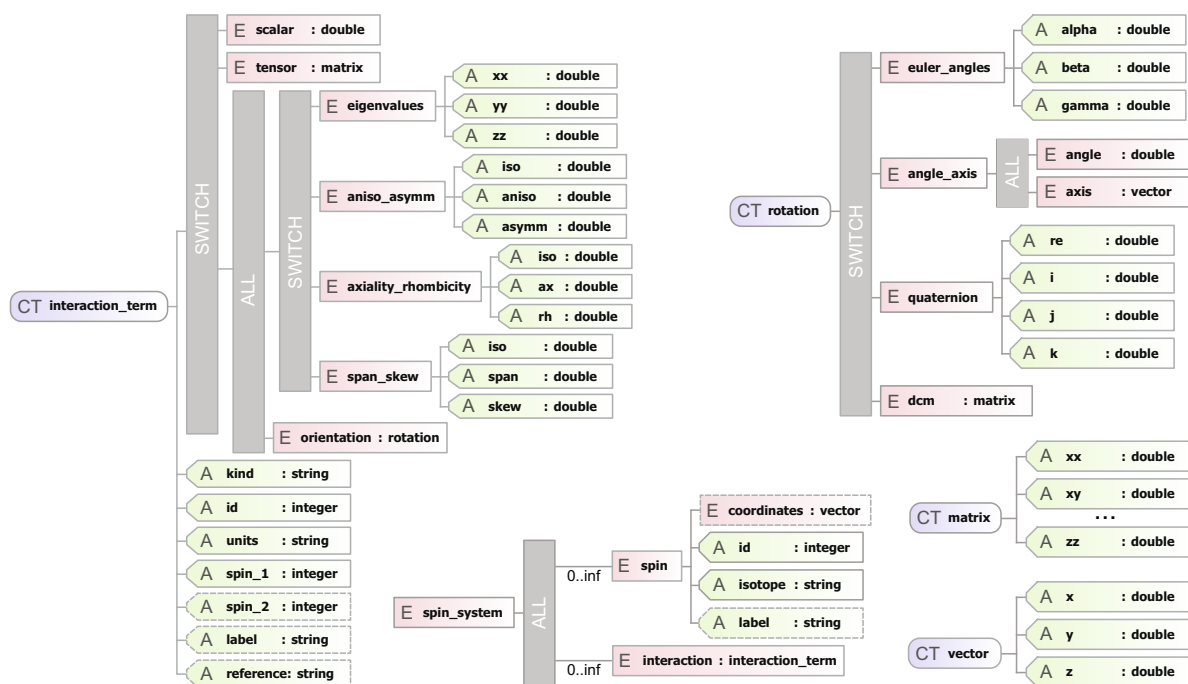 CT interaction_term
SWITCH
E scalar : double
E tensor : matrix
ALL
SWITCH
E eigenvalues
A xx : double
A yy : double
A zz : double
E aniso_asymm
A iso : double
A aniso : double
A asymm : double
E axiality_rhombicity
A iso : double
A ax : double
A rh : double
E span_skew
A iso : double
A span : double
A skew : double
E orientation : rotation
A kind : string
A id : integer
A units : string
A spin_1 : integer
A spin_2 : integer
A label : string
A reference: string
CT rotation
SWITCH
E euler_angles
A alpha : double
A beta : double
A gamma : double
E angle_axis
ALL
E angle : double
E axis : vector
E quaternion
A re : double
A i : double
A j : double
A k : double
E dcm : matrix
E spin_system
ALL
0..inf
E spin
E coordinates : vector
A id : integer
A isotope : string
A label : string
0..inf
E interaction : interaction_term
CT matrix
A xx : double
A xy : double
...
A zz : double
CT vector
A x : double
A y : double
A z : double